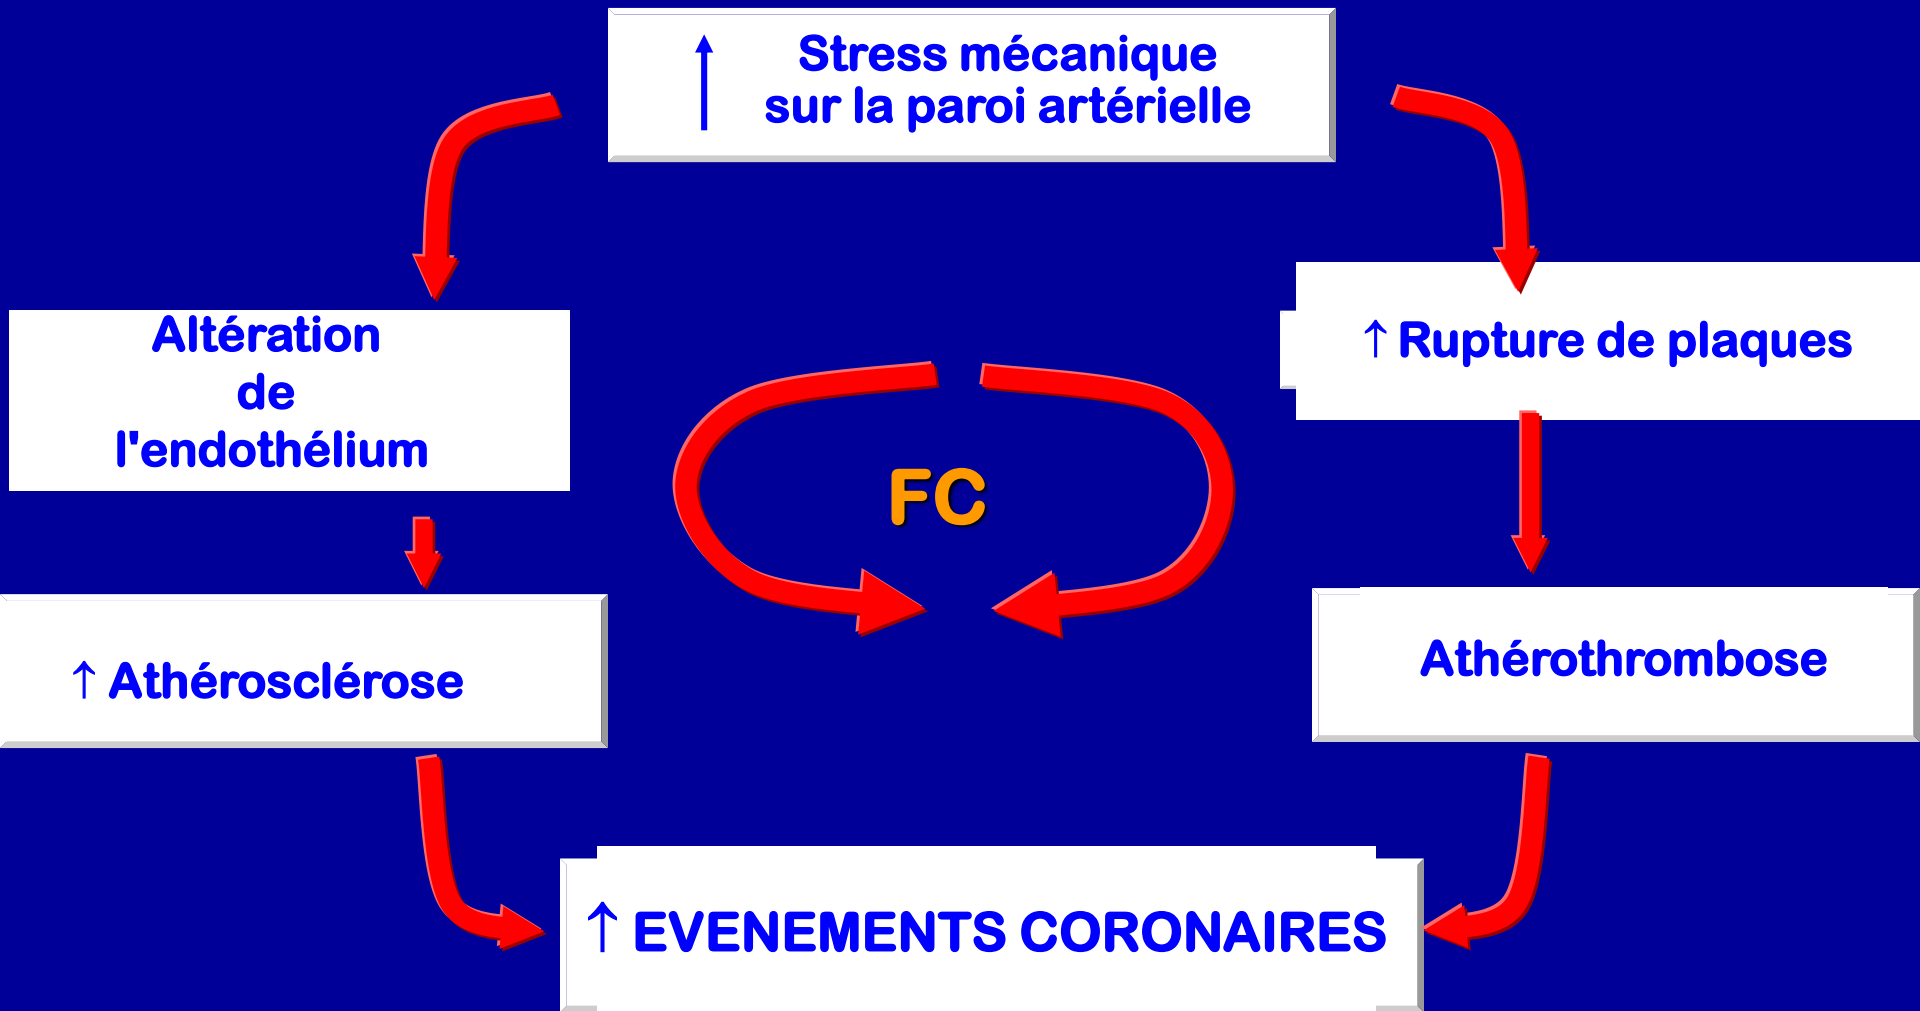 ↑ Stress mécanique
sur la paroi artérielle
Altération
de
l'endothélium
↑ Rupture de plaques
FC
↑ Athérosclérose
Athérothrombose
↑ EVENEMENTS CORONAIRES